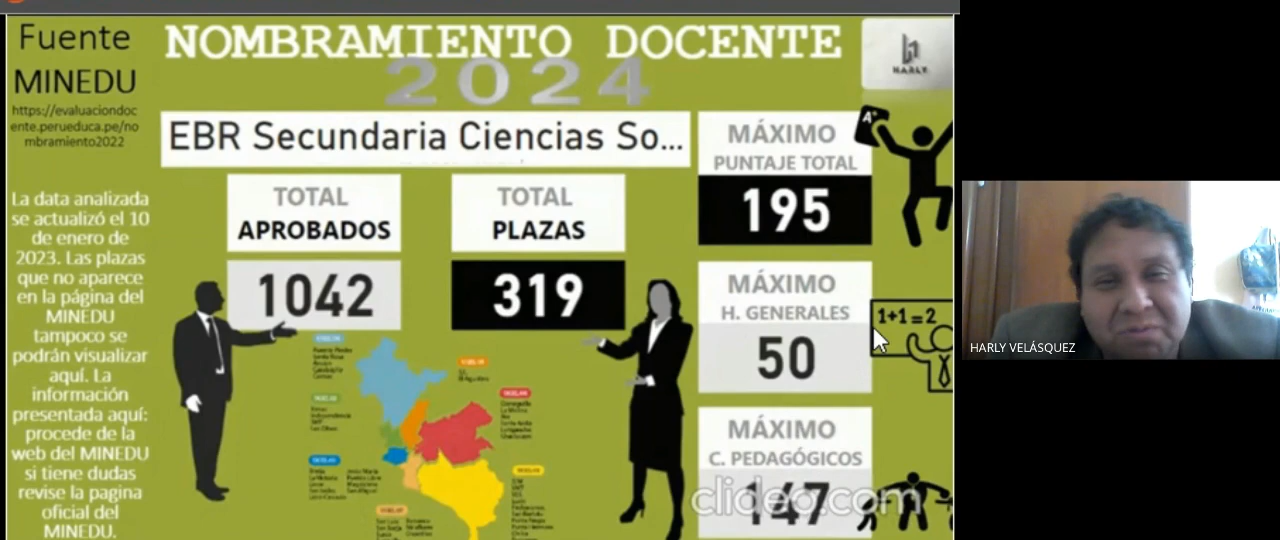 Fuente
MINEDU
https://evaluaciondoc
ente.perueduca.pe/no
mbramiento2022
La data analizada
se actualizó el 10
de enero de
2023. Las plazas
que no aparece
en la página del
MINEDU
tampoco se
podrán visualizar
aquí. La
información
presentada aquí:
procede de la
web del MINEDU
si tiene dudas
revise la pagina
oficial del
MINEDU.
NOMBRAMIENTO DOCENTE
2024
HARLY
EBR Secundaria Ciencias So...
TOTAL
APROBADOS
1042
TOTAL
PLAZAS
319
MÁXIMO
PUNTAJE TOTAL
195
A+
MÁXIMO
H. GENERALES
50
1+1=2
MÁXIMO
C. PEDAGÓGICOS
147
clideo.com
HARLY VELÁSQUEZ